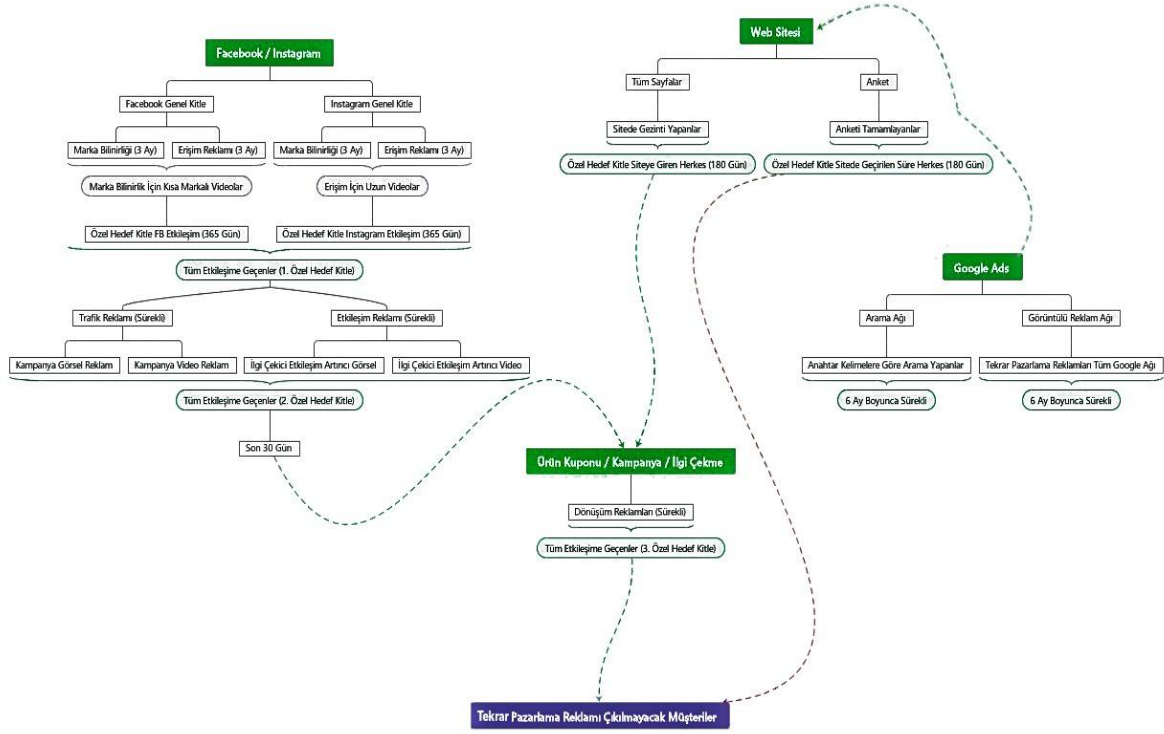 Facebook / Instagram
Facebook Genel Kitle
Instagram Genel Kitle
Marka Bilinirliği (3 Ay)
Erişim Reklamı (3 Ay)
Marka Bilinirliği (3 Ay)
Erişim Reklamı (3 Ay)
Marka Bilinirlik İçin Kısa Markalı Videolar
Erişim İçin Uzun Videolar
Özel Hedef Kitle FB Etkileşim (365 Gün)
Özel Hedef Kitle Instagram Etkileşim (365 Gün)
Tüm Etkileşime Geçenler (1. Özel Hedef Kitle)
Trafik Reklamı (Sürekli)
Etkileşim Reklamı (Sürekli)
Kampanya Görsel Reklam
Kampanya Video Reklam
İlgi Çekici Etkileşim Artırıcı Görsel
İlgi Çekici Etkileşim Artırıcı Video
Tüm Etkileşime Geçenler (2. Özel Hedef Kitle)
Son 30 Gün
Web Sitesi
Tüm Sayfalar
Anket
Sitede Gezinti Yapanlar
Anketi Tamamlayanlar
Özel Hedef Kitle Siteye Giren Herkes (180 Gün)
Özel Hedef Kitle Sitede Geçirilen Süre Herkes (180 Gün)
Google Ads
Arama Ağı
Görüntülü Reklam Ağı
Anahtar Kelimelere Göre Arama Yapanlar
Tekrar Pazarlama Reklamları Tüm Google Ağı
6 Ay Boyunca Sürekli
6 Ay Boyunca Sürekli
Ürün Kuponu / Kampanya / İlgi Çekme
Dönüşüm Reklamları (Sürekli)
Tüm Etkileşime Geçenler (3. Özel Hedef Kitle)
Tekrar Pazarlama Reklamı Çıkılmayacak Müşteriler